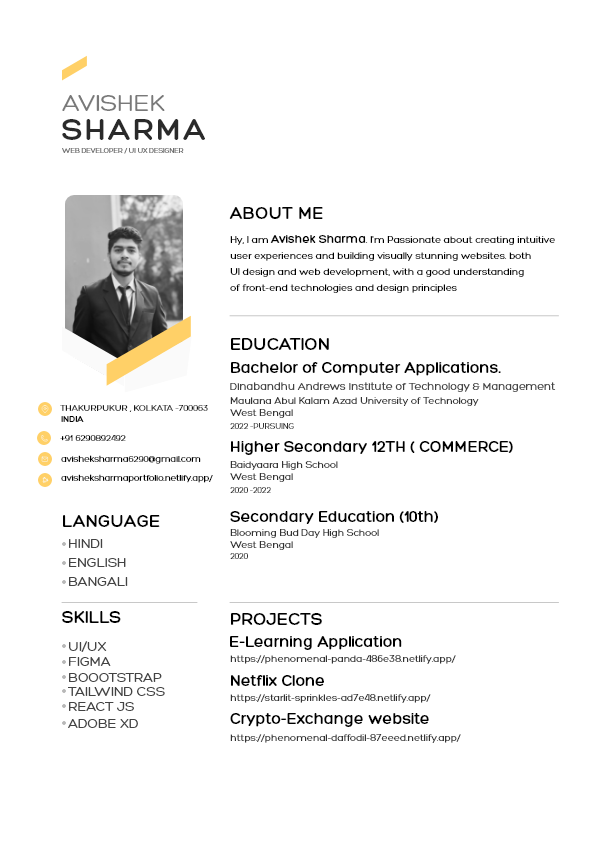 AVISHEK
SHARMA
WEB DEVELOPER / UI UX DESIGNER
THAKURPUKUR , KOLKATA -700063
INDIA
+91 6290892492
avisheksharma6290@gmail.com
avisheksharmaportfolio.netlify.app/
LANGUAGE
• HINDI
• ENGLISH
• BANGALI
SKILLS
• UI/UX
• FIGMA
• BOOOTSTRAP
• TAILWIND CSS
• REACT JS
• ADOBE XD
ABOUT ME
Hy, I am Avishek Sharma. I'm Passionate about creating intuitive
user experiences and building visually stunning websites. both
UI design and web development, with a good understanding
of front-end technologies and design principles
EDUCATION
Bachelor of Computer Applications.
Dinabandhu Andrews Institute of Technology & Management
Maulana Abul Kalam Azad University of Technology
West Bengal
2022 -PURSUING
Higher Secondary 12TH ( COMMERCE)
Baidyaara High School
West Bengal
2020 -2022
Secondary Education (10th)
Blooming Bud Day High School
West Bengal
2020
PROJECTS
E-Learning Application
https://phenomenal-panda-486e38.netlify.app/
Netflix Clone
https://starlit-sprinkles-ad7e48.netlify.app/
Crypto-Exchange website
https://phenomenal-daffodil-87eeed.netlify.app/